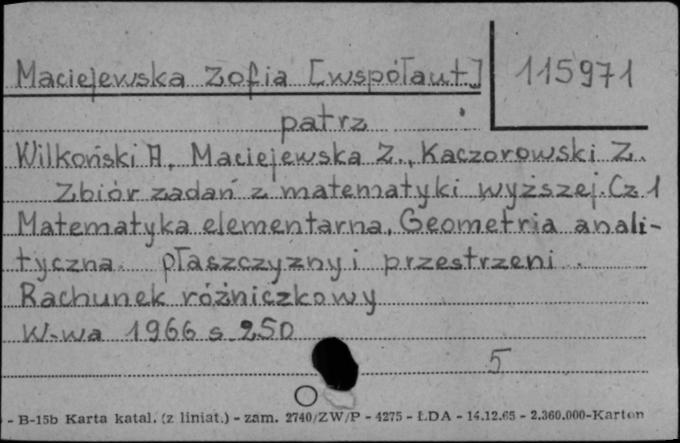 Maciejewska Zofia [współaut.] 115971
patrz
Wilkoński A., Maciejewska Z., Kaczorowski Z.
Zbiór zadań z matematyki wyższej. Cz 1
Matematyka elementarna. Geometria anali-
tyczna płaszczyzny i przestrzeni.
Rachunek różniczkowy
W-wa 1966 s. 250
5
- B-15b Karta katal. (z liniat.) - zam. 2740/ZW/P - 4275 - ŁDA - 14.12.65 - 2.360.000-Karton